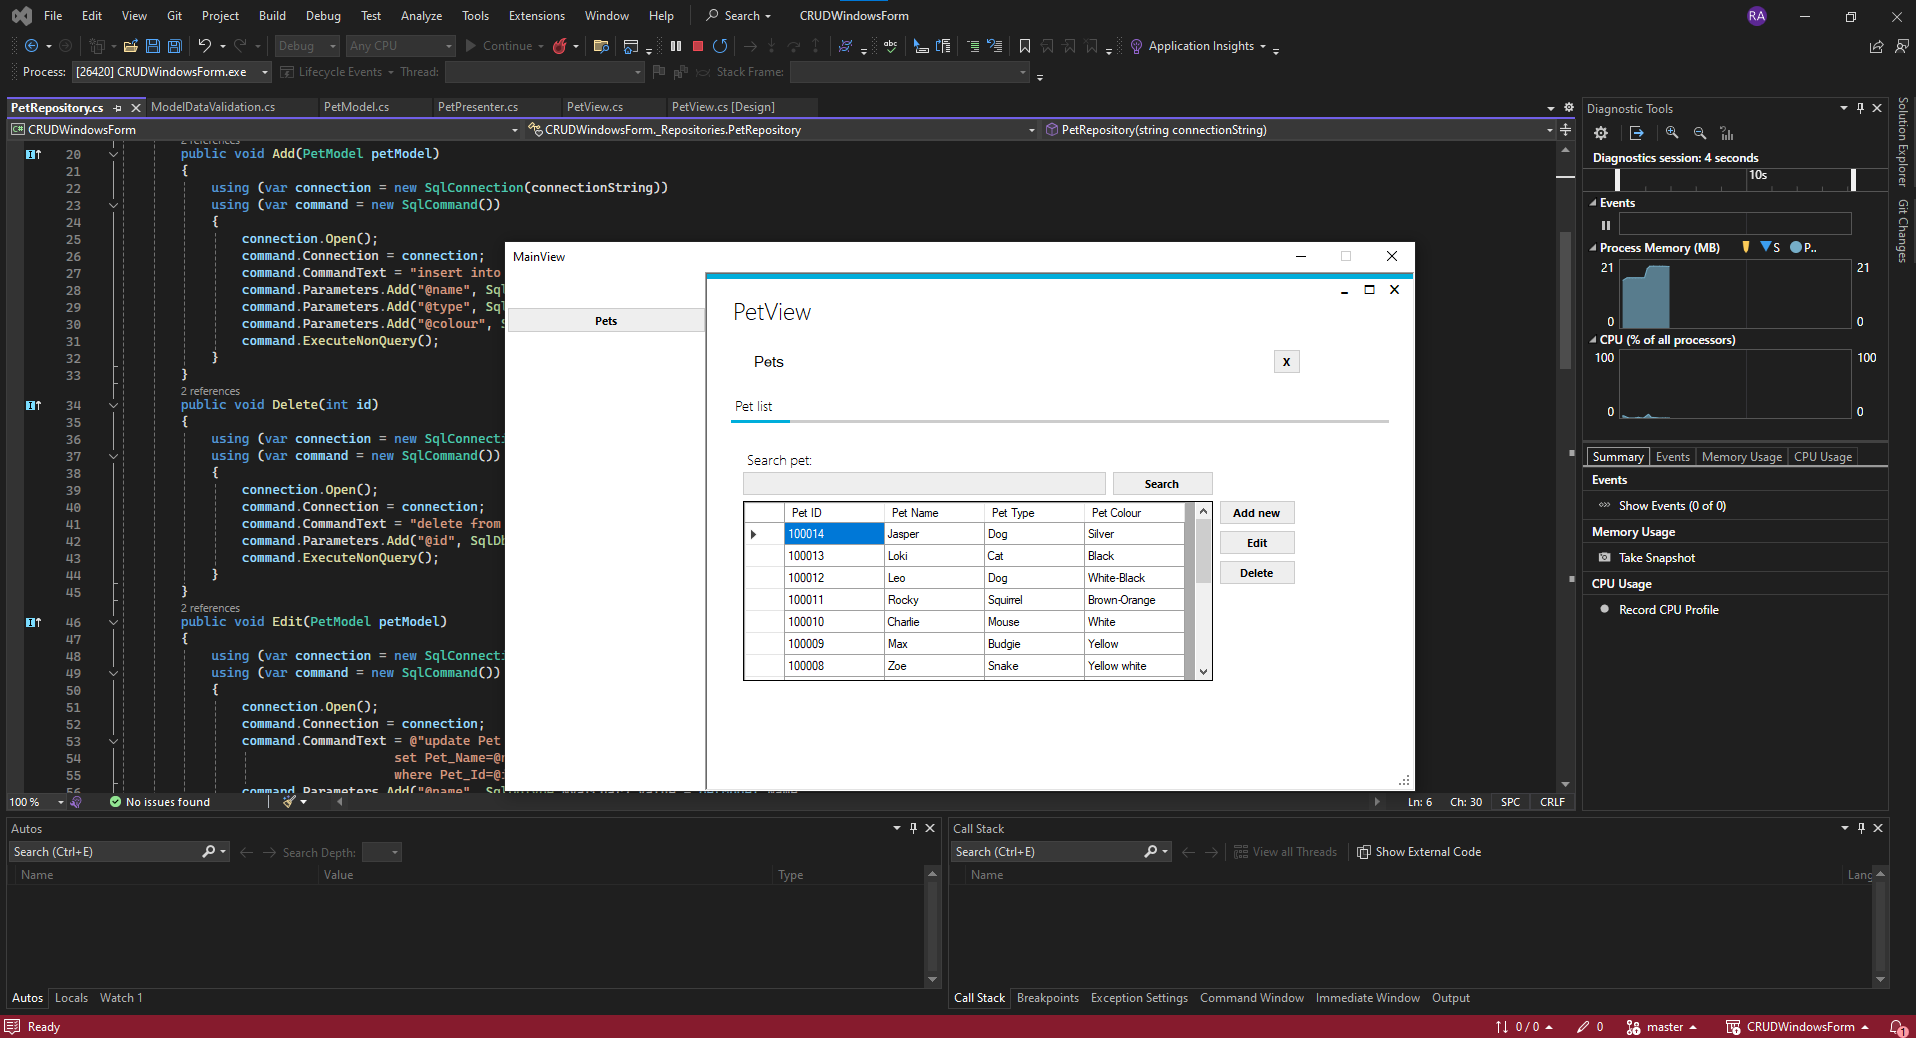 File Edit View Git Project Build Debug Test Analyze Tools Extensions Window Help Search CRUDWindowsForm RA
Debug Any CPU Continue abc Application Insights
Process: [26420] CRUDWindowsForm.exe Lifecycle Events Thread: Stack Frame:
PetRepository.cs ModelDataValidation.cs PetModel.cs PetPresenter.cs PetView.cs PetView.cs [Design]
C# CRUDWindowsForm CRUDWindowsForm._Repositories.PetRepository PetRepository(string connectionString)
2 references
20 public void Add(PetModel petModel)
21 {
22 using (var connection = new SqlConnection(connectionString))
23 using (var command = new SqlCommand())
24 {
25 connection.Open();
26 command.Connection = connection;
27 command.CommandText = "insert into
28 command.Parameters.Add("@name", Sql
29 command.Parameters.Add("@type", Sql
30 command.Parameters.Add("@colour", S
31 command.ExecuteNonQuery();
32 }
33 }
2 references
34 public void Delete(int id)
35 {
36 using (var connection = new SqlConnecti
37 using (var command = new SqlCommand())
38 {
39 connection.Open();
40 command.Connection = connection;
41 command.CommandText = "delete from
42 command.Parameters.Add("@id", SqlDb
43 command.ExecuteNonQuery();
44 }
45 }
2 references
46 public void Edit(PetModel petModel)
47 {
48 using (var connection = new SqlConnecti
49 using (var command = new SqlCommand())
50 {
51 connection.Open();
52 command.Connection = connection;
53 command.CommandText = @"update Pet
54 set Pet_Name=@n
55 where Pet_Id=@i
56 command.Parameters.Add("@name",
100 % No issues found Ln: 6 Ch: 30 SPC CRLF
MainView
Pets
PetView
Pets
X
Pet list
Search pet:
Search
Pet ID Pet Name Pet Type Pet Colour
100014 Jasper Dog Silver
100013 Loki Cat Black
100012 Leo Dog White-Black
100011 Rocky Squirrel Brown-Orange
100010 Charlie Mouse White
100009 Max Budgie Yellow
100008 Zoe Snake Yellow white
Add new
Edit
Delete
Diagnostic Tools
Diagnostics session: 4 seconds
10s
Events
Process Memory (MB) S P..
21 21
0 0
CPU (% of all processors)
100 100
0 0
Summary Events Memory Usage CPU Usage
Events
Show Events (0 of 0)
Memory Usage
Take Snapshot
CPU Usage
Record CPU Profile
Solution Explorer
Git Changes
Autos
Search (Ctrl+E) Search Depth:
Name Value Type
Autos Locals Watch 1
Call Stack
Search (Ctrl+E) View all Threads Show External Code
Name Lang
Call Stack Breakpoints Exception Settings Command Window Immediate Window Output
Ready 0 / 0 0 master CRUDWindowsForm 1